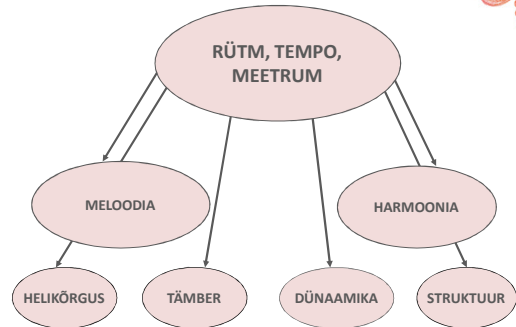 RÜTM, TEMPO,
MEETRUM
MELOODIA
HARMOONIA
HELIKÕRGUS
TÄMBER
DÜNAAMIKA
STRUKTUUR